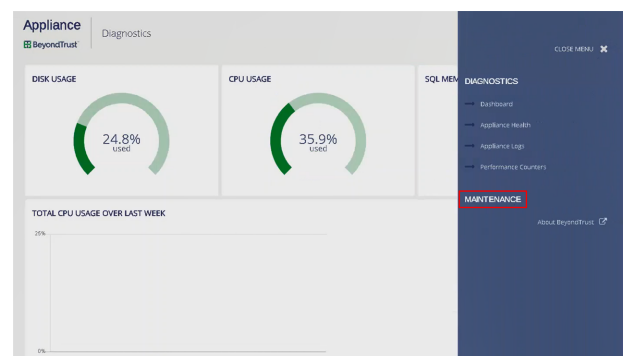 Appliance
BeyondTrust
Diagnostics
CLOSE MENU
DISK USAGE
24.8%
used
CPU USAGE
35.9%
used
SQL MEM
DIAGNOSTICS
Dashboard
Appliance Health
Appliance Logs
Performance Counters
MAINTENANCE
About BeyondTrust
TOTAL CPU USAGE OVER LAST WEEK
25%
0%